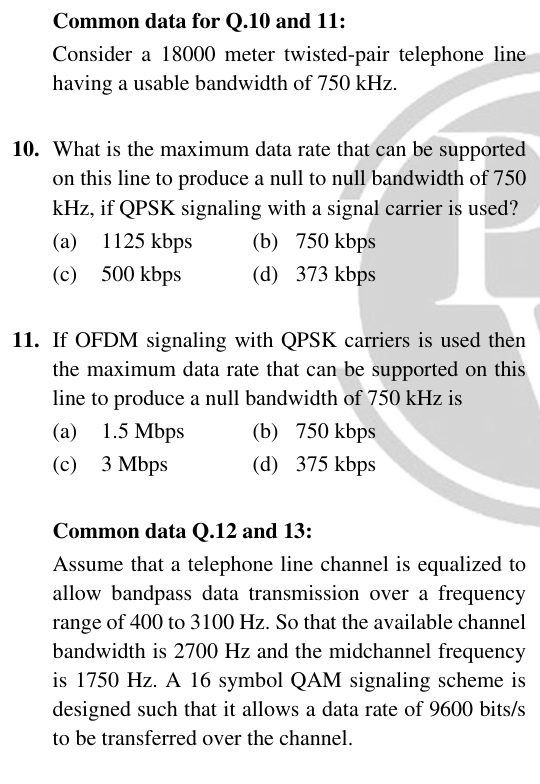 Common data for Q.10 and 11:
Consider a 18000 meter twisted-pair telephone line
having a usable bandwidth of 750 kHz.
10. What is the maximum data rate that can be supported
on this line to produce a null to null bandwidth of 750
kHz, if QPSK signaling with a signal carrier is used?
(a) 1125 kbps (b) 750 kbps
(c) 500 kbps (d) 373 kbps
11. If OFDM signaling with QPSK carriers is used then
the maximum data rate that can be supported on this
line to produce a null bandwidth of 750 kHz is
(a) 1.5 Mbps (b) 750 kbps
(c) 3 Mbps (d) 375 kbps
Common data Q.12 and 13:
Assume that a telephone line channel is equalized to
allow bandpass data transmission over a frequency
range of 400 to 3100 Hz. So that the available channel
bandwidth is 2700 Hz and the midchannel frequency
is 1750 Hz. A 16 symbol QAM signaling scheme is
designed such that it allows a data rate of 9600 bits/s
to be transferred over the channel.